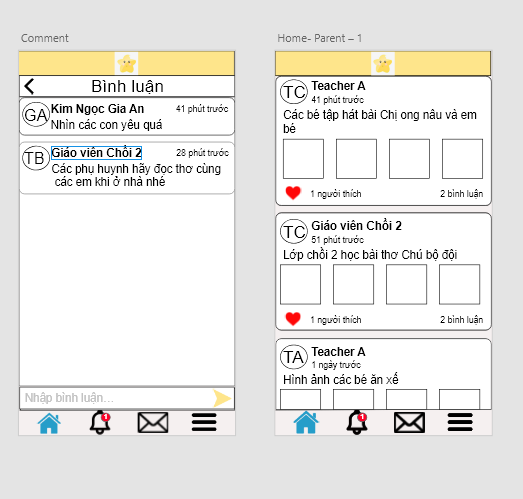 Comment
Bình luận
GA
Kim Ngọc Gia An
41 phút trước
Nhìn các con yêu quá
TB
Giáo viên Chồi 2
28 phút trước
Các phụ huynh hãy đọc thơ cùng
các em khi ở nhà nhé
Nhập bình luận...
1
Home- Parent – 1
TC
Teacher A
41 phút trước
Các bé tập hát bài Chị ong nâu và em
bé
1 người thích
2 bình luận
TC
Giáo viên Chồi 2
51 phút trước
Lớp chồi 2 học bài thơ Chú bộ đội
1 người thích
2 bình luận
TA
Teacher A
1 ngày trước
Hình ảnh các bé ăn xế
1